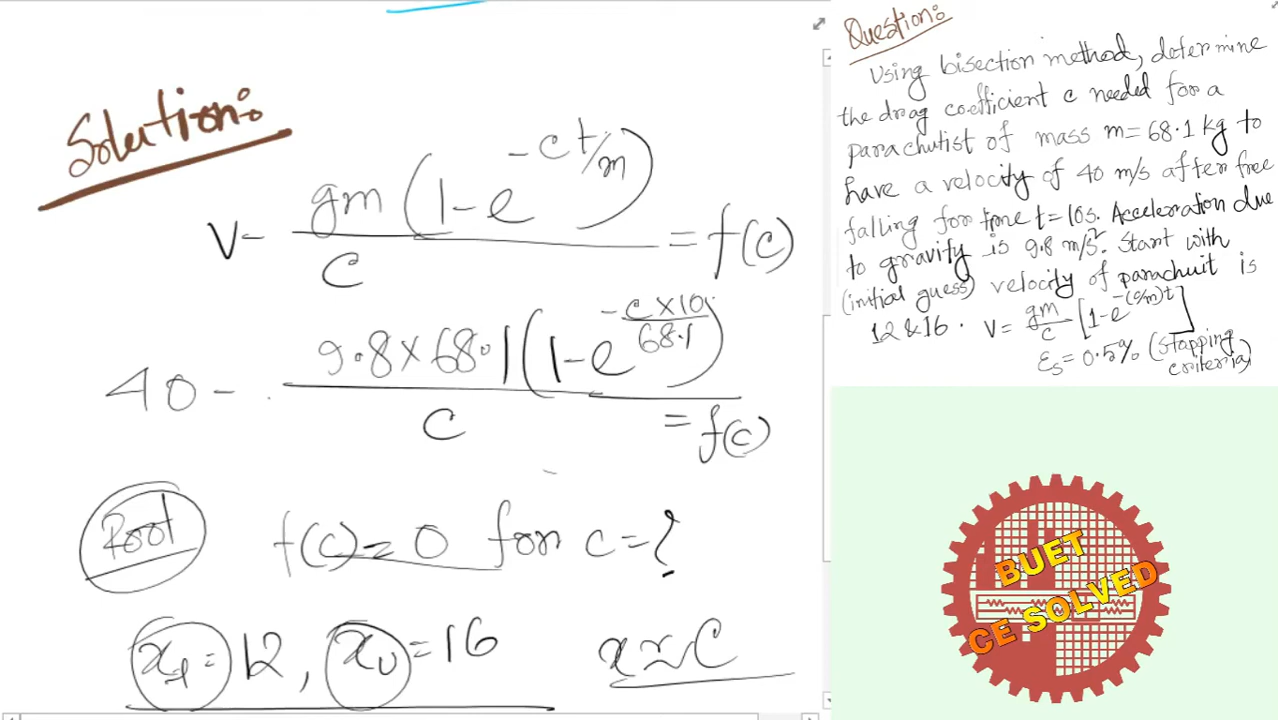 Solution:
V- gm(1-e^-ct/m)/c = f(c)
40 - 9.8×68.1(1-e^-c×10/68.1)/c = f(c)
Root f(c)=0 for c=?
x₁=12, xᵤ=16 x≈C
Question:
Using bisection method, determine
the drag coefficient c needed for a
parachutist of mass m=68.1 kg to
have a velocity of 40 m/s after free
falling for time t=10s. Acceleration due
to gravity is 9.8 m/s². Start with
(initial guess) velocity of parachuit is
12 & 16. V= gm/c [1-e^-(c/m)t]
εs=0.5% (stopping
criteria)
BUET
CE SOLVED